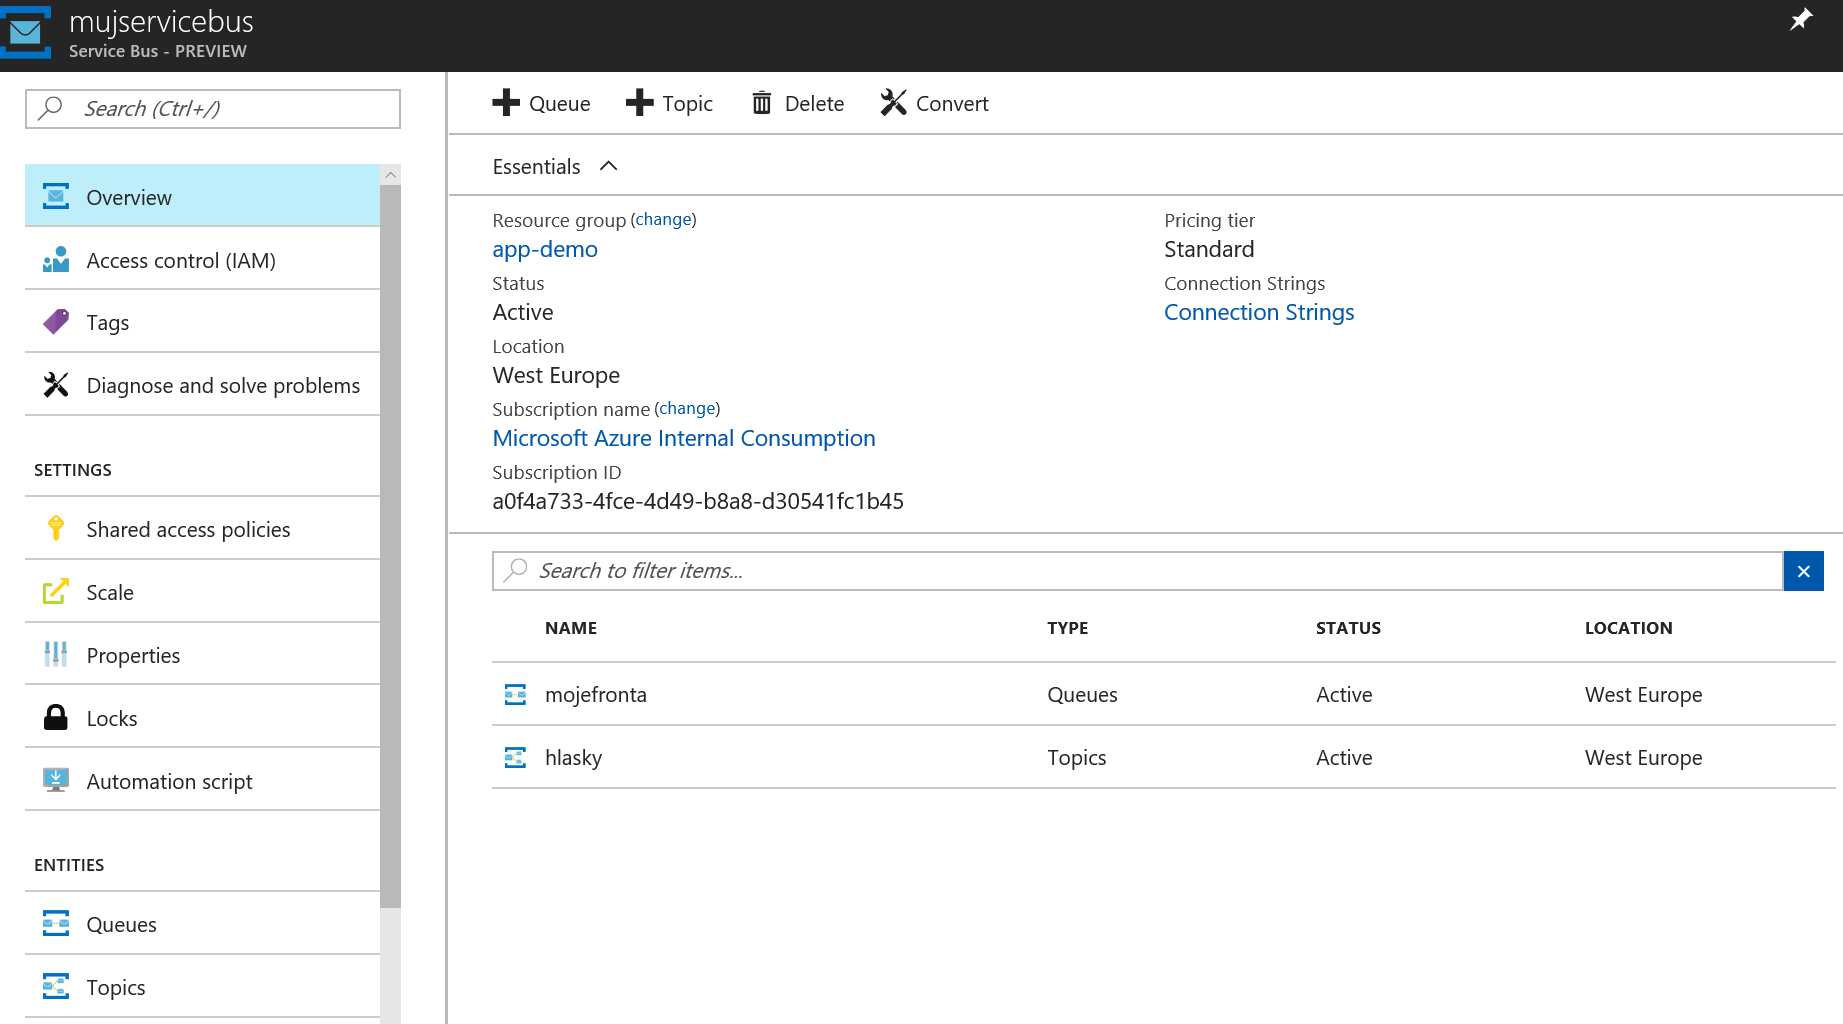 mujservicebus
Service Bus - PREVIEW
Search (Ctrl+/)
Overview
Access control (IAM)
Tags
Diagnose and solve problems
SETTINGS
Shared access policies
Scale
Properties
Locks
Automation script
ENTITIES
Queues
Topics
Queue Topic Delete Convert
Essentials
Resource group (change)
app-demo
Status
Active
Location
West Europe
Subscription name (change)
Microsoft Azure Internal Consumption
Subscription ID
a0f4a733-4fce-4d49-b8a8-d30541fc1b45
Pricing tier
Standard
Connection Strings
Connection Strings
Search to filter items...
NAME TYPE STATUS LOCATION
mojefronta Queues Active West Europe
hlasky Topics Active West Europe